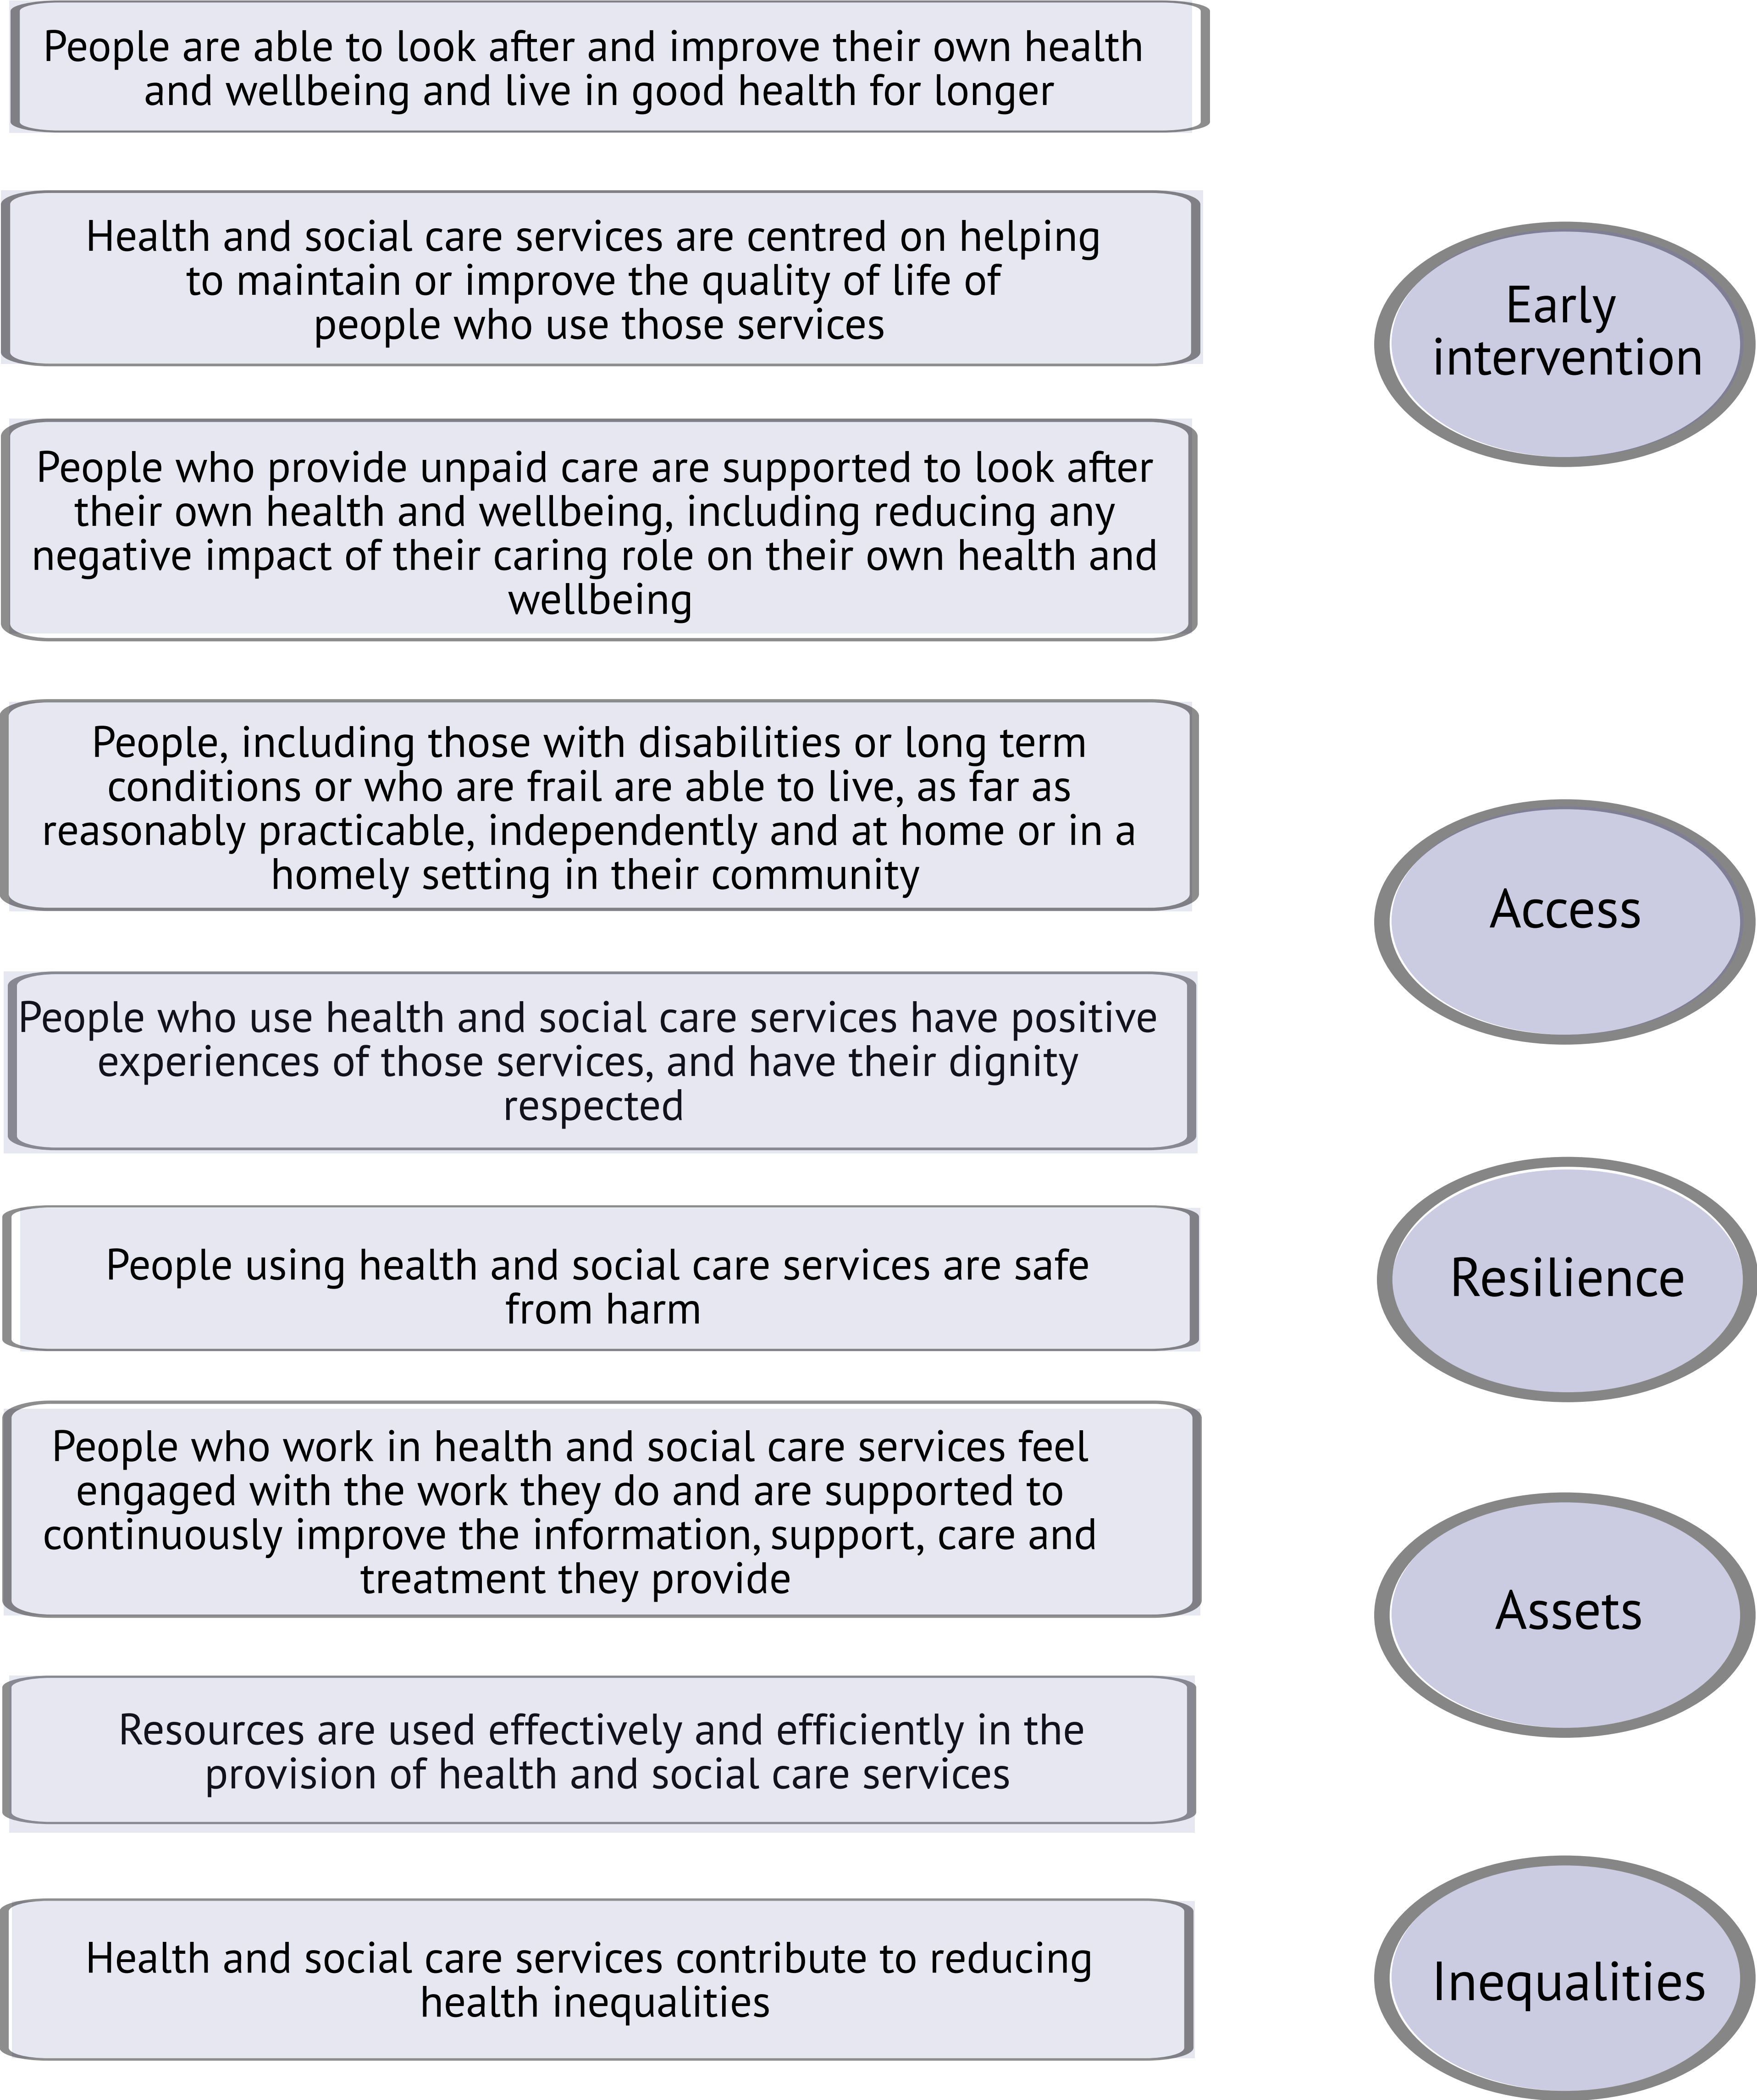 People are able to look after and improve their own health
and wellbeing and live in good health for longer
Health and social care services are centred on helping
to maintain or improve the quality of life of
people who use those services
People who provide unpaid care are supported to look after
their own health and wellbeing, including reducing any
negative impact of their caring role on their own health and
wellbeing
People, including those with disabilities or long term
conditions or who are frail are able to live, as far as
reasonably practicable, independently and at home or in a
homely setting in their community
People who use health and social care services have positive
experiences of those services, and have their dignity
respected
People using health and social care services are safe
from harm
People who work in health and social care services feel
engaged with the work they do and are supported to
continuously improve the information, support, care and
treatment they provide
Resources are used effectively and efficiently in the
provision of health and social care services
Health and social care services contribute to reducing
health inequalities
Early
intervention
Access
Resilience
Assets
Inequalities